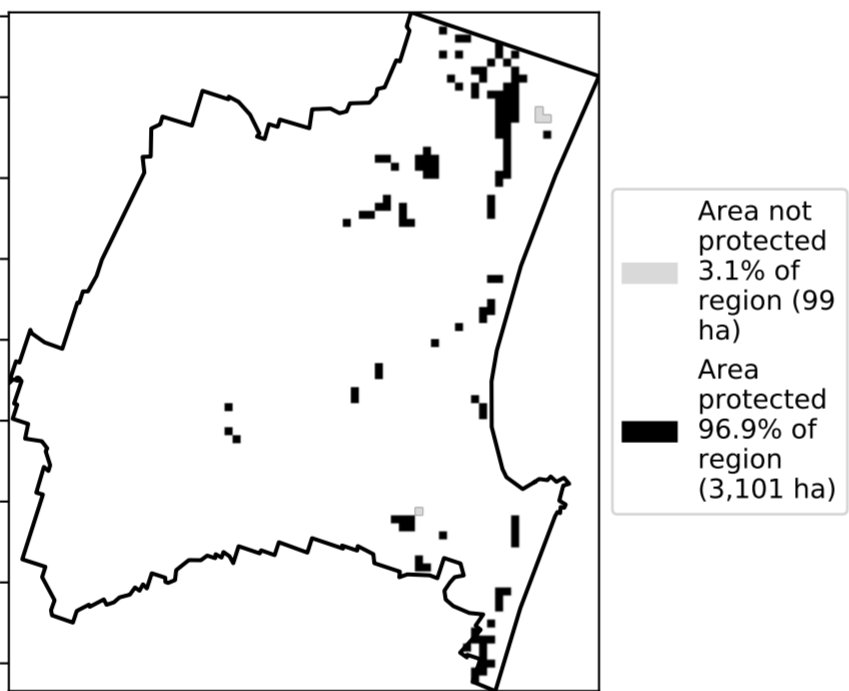 Area not
protected
3.1% of
region (99
ha)
Area
protected
96.9% of
region
(3,101 ha)